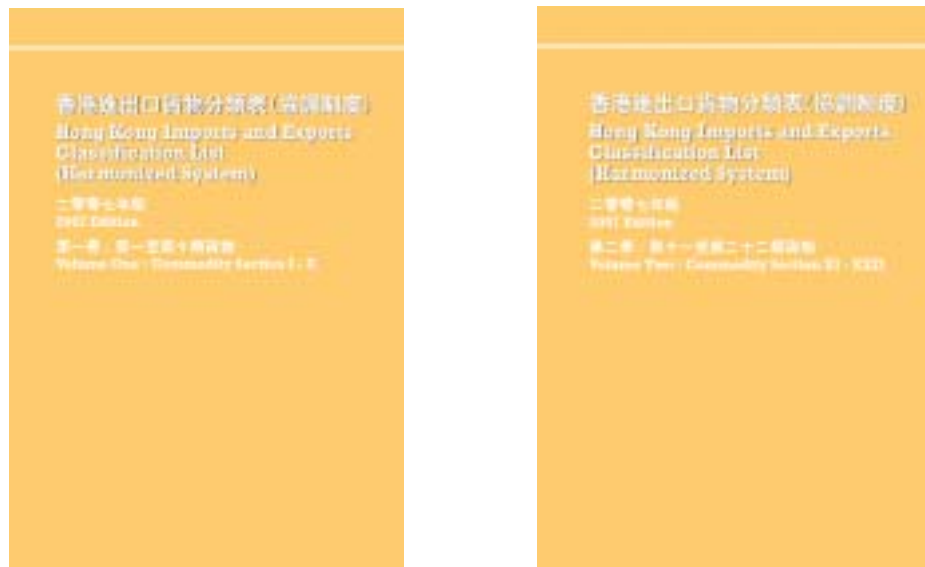 香港進出口貨物分類表(協調制度)
Hong Kong Imports and Exports
Classification List
(Harmonized System)
二零零七年版
2007 Edition
第一冊：第一至第十類貨物
Volume One - Commodity Section I - X
香港進出口貨物分類表(協調制度)
Hong Kong Imports and Exports
Classification List
(Harmonized System)
二零零七年版
2007 Edition
第二冊：第十一至第二十二類貨物
Volume Two - Commodity Section XI - XXII